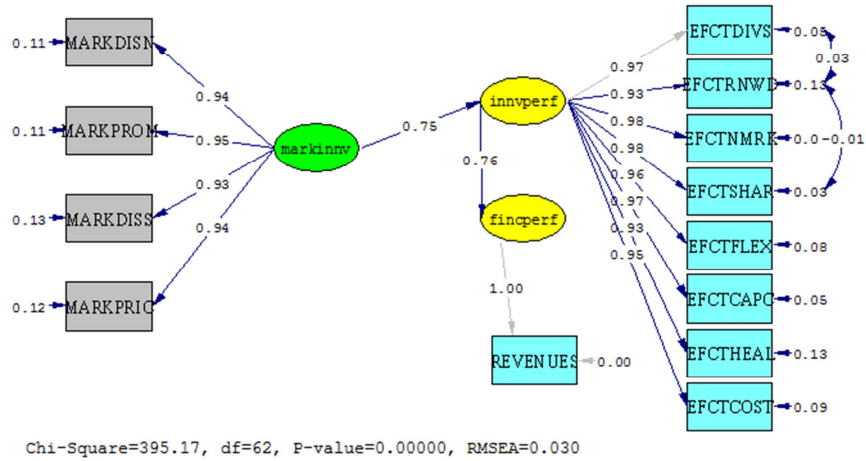 0.11 MARKDISN
0.11 MARKPROM
0.13 MARKDISS
0.12 MARKPRIC
0.94
0.95
0.93
0.94
markinnv
0.75
innvperf
0.76
fincperf
1.00
REVENUES 0.00
0.97
0.93
0.98
0.98
0.96
0.97
0.93
0.95
EFCTDIVS 0.05
0.03
EFCTRNWD 0.13
EFCTNMRK 0.0 -0.01
EFCTSHAR 0.03
EFCTFLEX 0.08
EFCTCAPC 0.05
EFCTHEAL 0.13
EFCTCOST 0.09
Chi-Square=395.17, df=62, P-value=0.00000, RMSEA=0.030